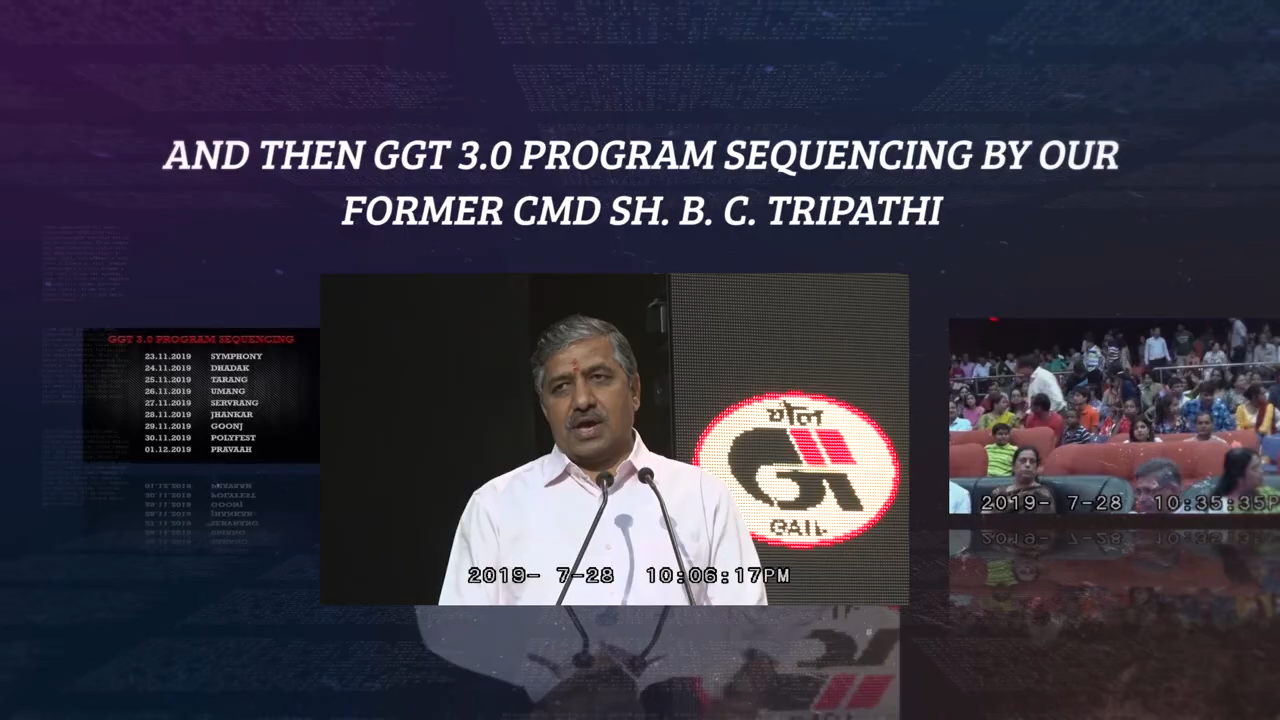 AND THEN GGT 3.0 PROGRAM SEQUENCING BY OUR
FORMER CMD SH. B. C. TRIPATHI
GGT 3.0 PROGRAM SEQUENCING
23.11.2019 SYMPHONY
24.11.2019 DHADAK
25.11.2019 TARANG
26.11.2019 UMANG
27.11.2019 SERVRANG
28.11.2019 JHANKAR
29.11.2019 GOONJ
30.11.2019 POLYFEST
01.12.2019 PRAVAAH
गेल
GAIL
2019- 7-28 10:06:17PM
2019- 7-28 10:35:35P